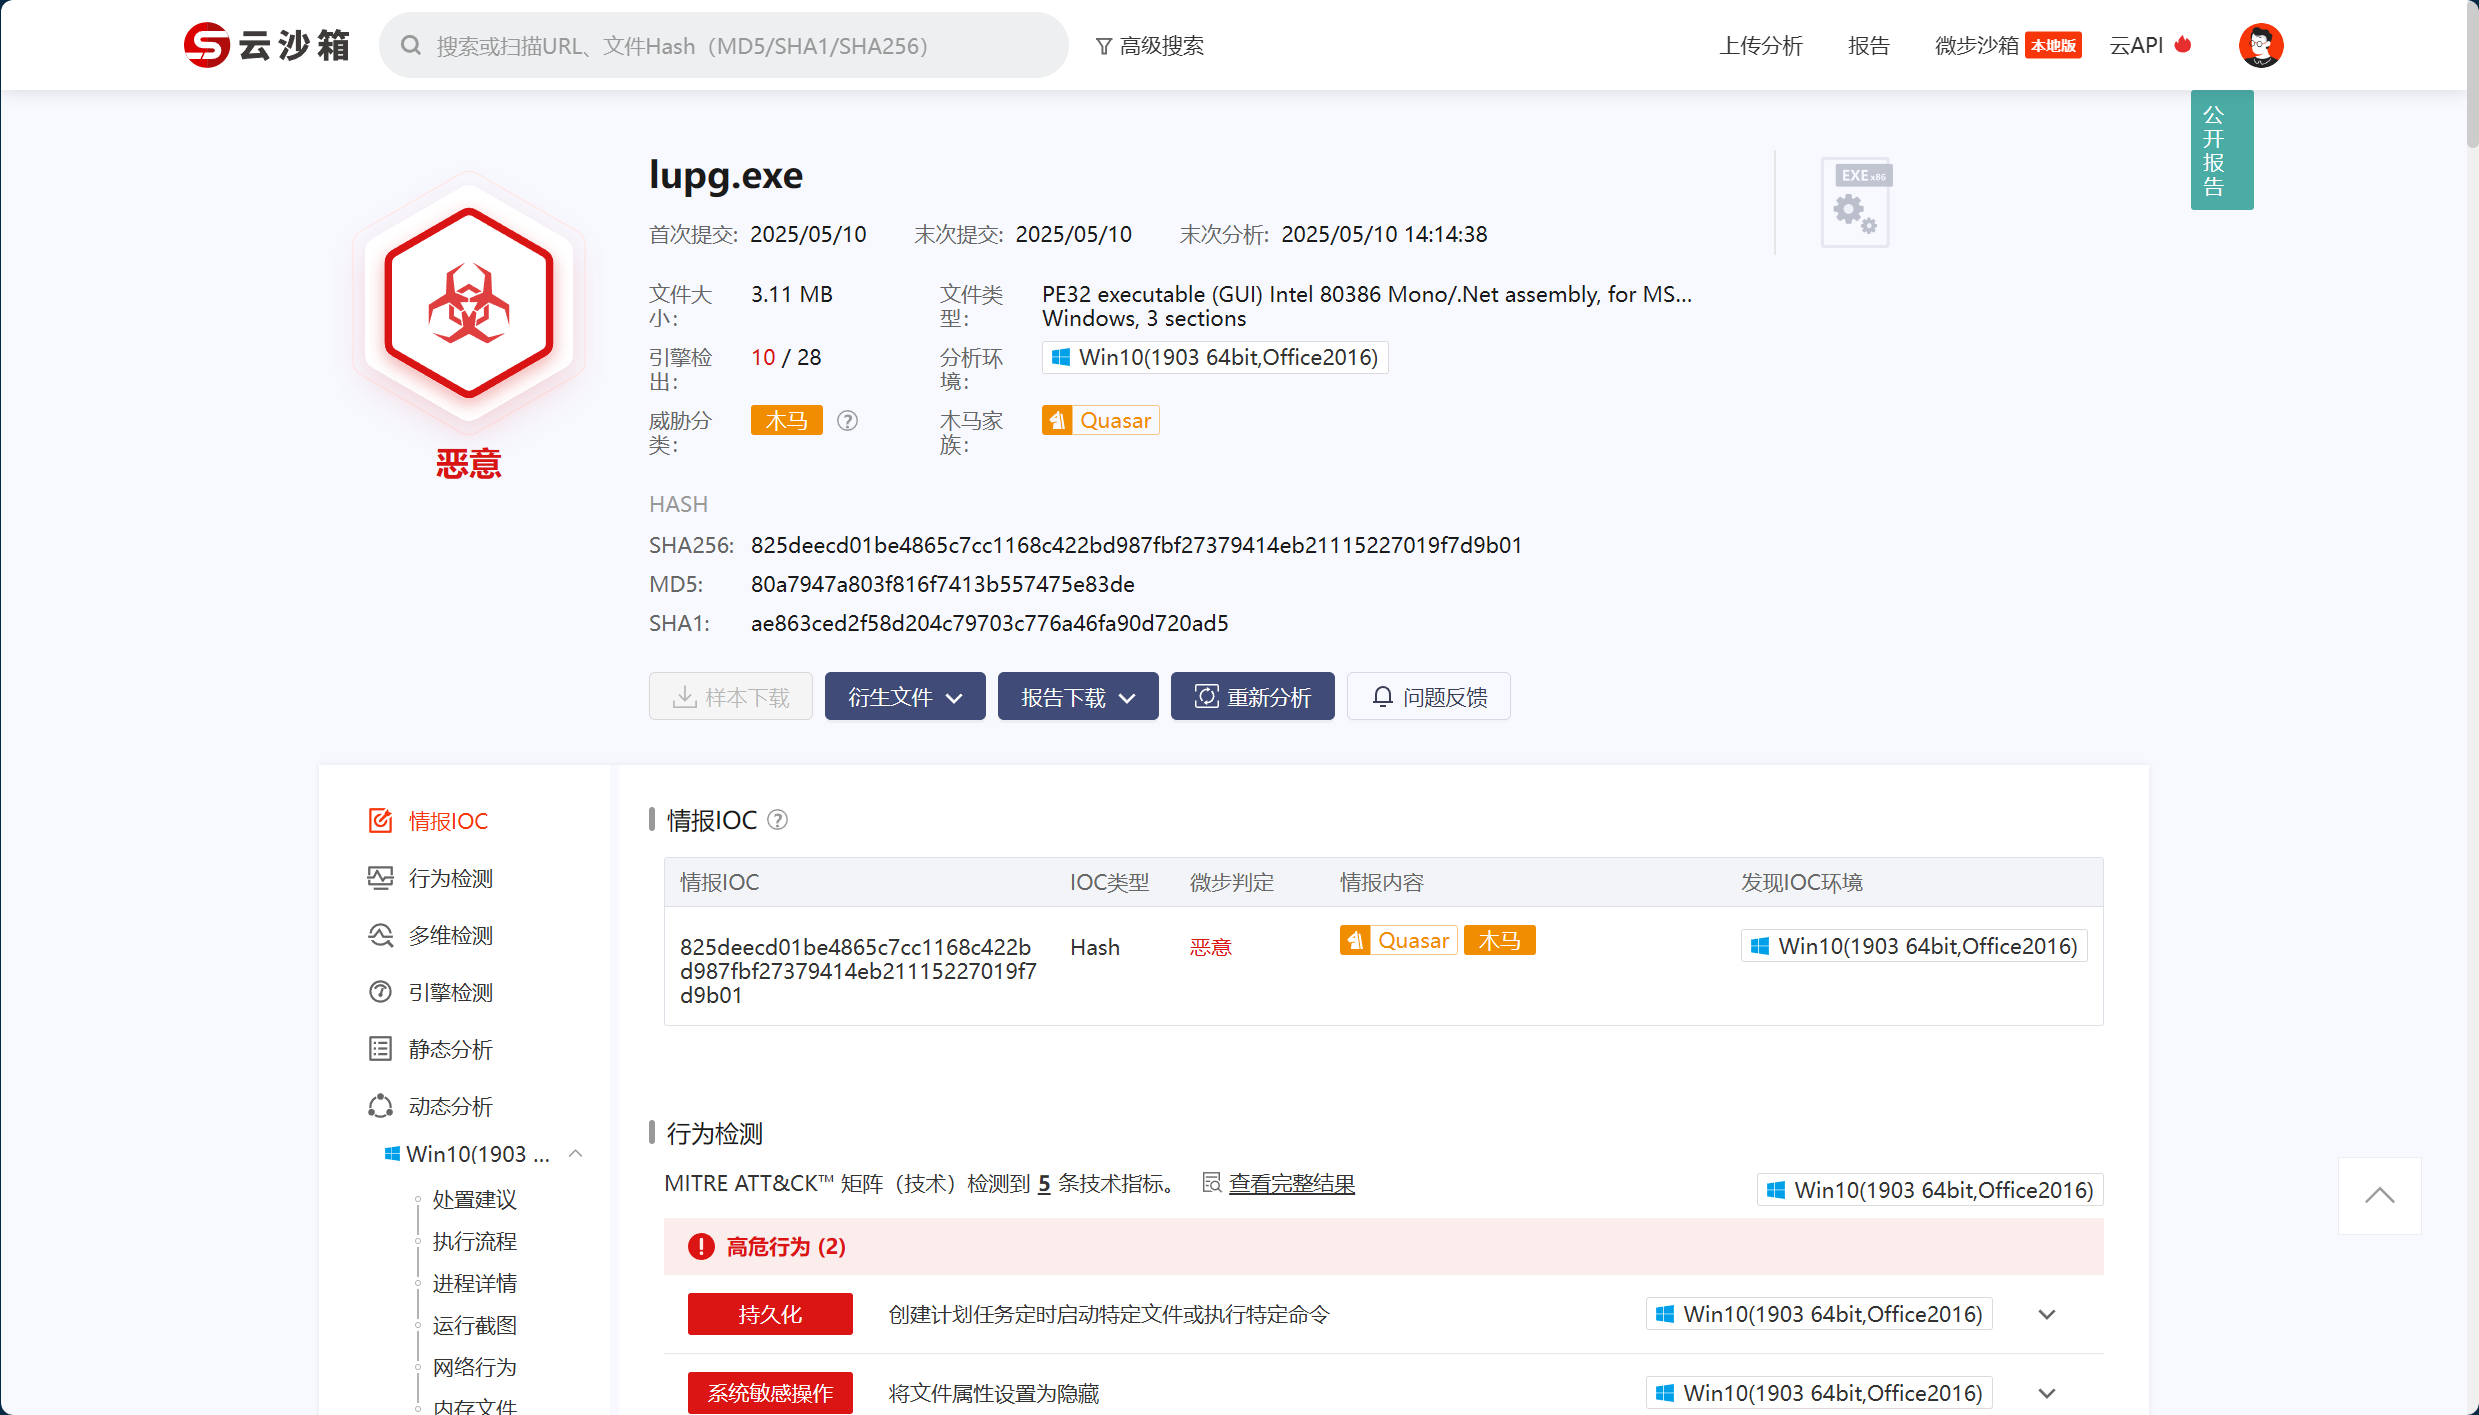 云沙箱
搜索或扫描URL、文件Hash（MD5/SHA1/SHA256）
高级搜索
上传分析
报告
微步沙箱 本地版
云API
公开报告
lupg.exe
首次提交: 2025/05/10 末次提交: 2025/05/10 末次分析: 2025/05/10 14:14:38
EXE x86
文件大小: 3.11 MB
文件类型: PE32 executable (GUI) Intel 80386 Mono/.Net assembly, for MS...
Windows, 3 sections
引擎检出: 10 / 28
分析环境: Win10(1903 64bit,Office2016)
威胁分类: 木马
木马家族: Quasar
恶意
HASH
SHA256: 825deecd01be4865c7cc1168c422bd987fbf27379414eb21115227019f7d9b01
MD5: 80a7947a803f816f7413b557475e83de
SHA1: ae863ced2f58d204c79703c776a46fa90d720ad5
样本下载
衍生文件
报告下载
重新分析
问题反馈
情报IOC
行为检测
多维检测
引擎检测
静态分析
动态分析
Win10(1903 ...
处置建议
执行流程
进程详情
运行截图
网络行为
内存文件
情报IOC
情报IOC IOC类型 微步判定 情报内容 发现IOC环境
825deecd01be4865c7cc1168c422b
d987fbf27379414eb21115227019f7
d9b01
Hash
恶意
Quasar 木马
Win10(1903 64bit,Office2016)
行为检测
MITRE ATT&CK™ 矩阵（技术）检测到 5 条技术指标。 查看完整结果
Win10(1903 64bit,Office2016)
高危行为 (2)
持久化 创建计划任务定时启动特定文件或执行特定命令 Win10(1903 64bit,Office2016)
系统敏感操作 将文件属性设置为隐藏 Win10(1903 64bit,Office2016)